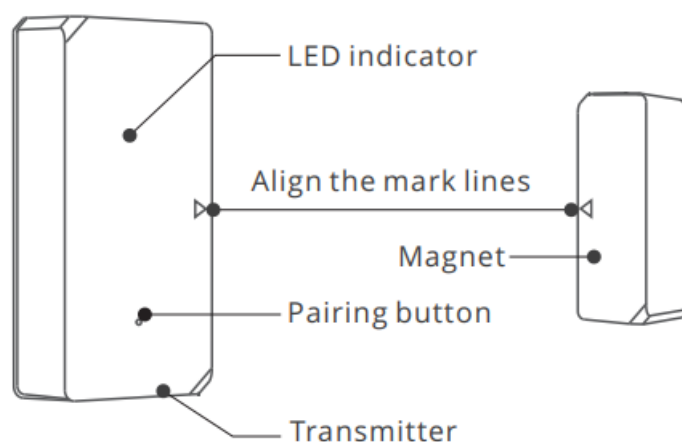 LED indicator
Align the mark lines
Magnet
Pairing button
Transmitter